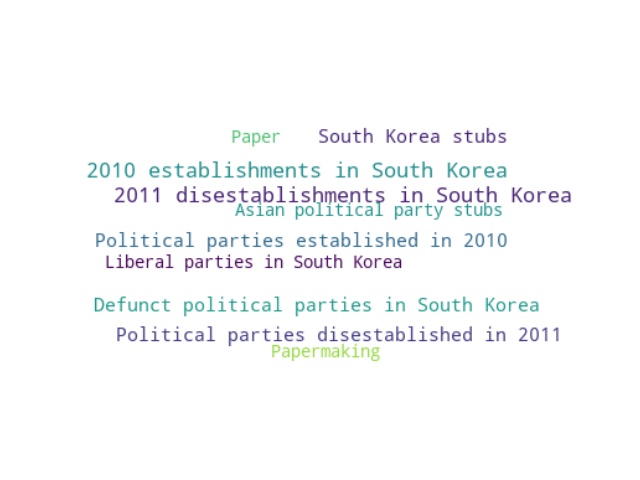 Paper
South Korea stubs
2010 establishments in South Korea
2011 disestablishments in South Korea
Asian political party stubs
Political parties established in 2010
Liberal parties in South Korea
Defunct political parties in South Korea
Political parties disestablished in 2011
Papermaking